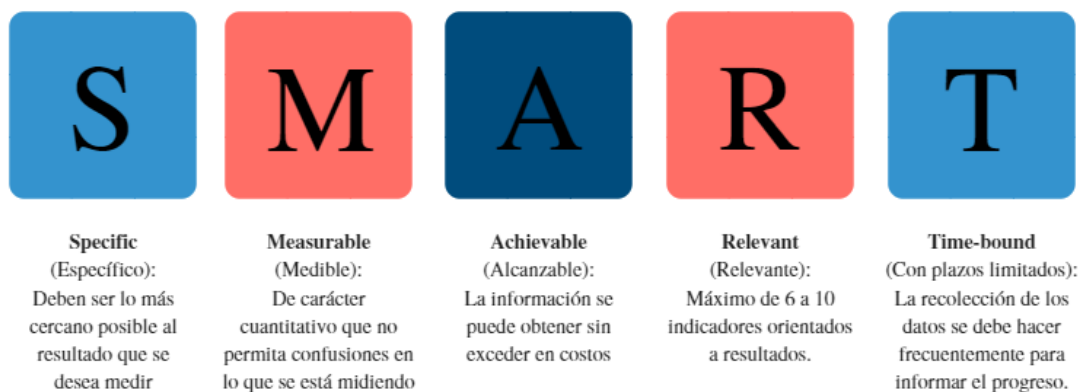 S
M
A
R
T
Specific
(Específico):
Deben ser lo más
cercano posible al
resultado que se
desea medir
Measurable
(Medible):
De carácter
cuantitativo que no
permita confusiones en
lo que se está midiendo
Achievable
(Alcanzable):
La información se
puede obtener sin
exceder en costos
Relevant
(Relevante):
Máximo de 6 a 10
indicadores orientados
a resultados.
Time-bound
(Con plazos limitados):
La recolección de los
datos se debe hacer
frecuentemente para
informar el progreso.